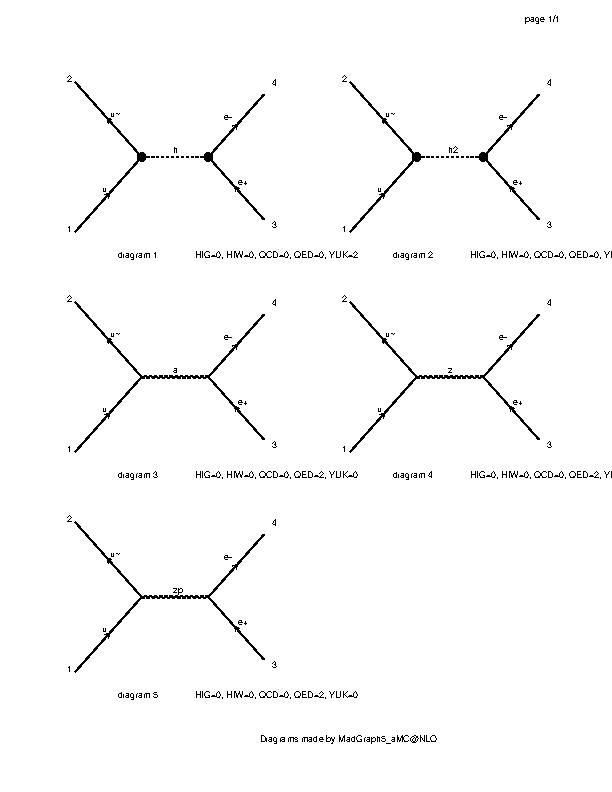 page 1/1
2 4 2 4
u~ e- u~ e-
h h2
u e+ u e+
1 3 1 3
diagram 1 HIG=0, HIW=0, QCD=0, QED=0, YUK=2 diagram 2 HIG=0, HIW=0, QCD=0, QED=0, YU
2 4 2 4
u~ e- u~ e-
a z
u e+ u e+
1 3 1 3
diagram 3 HIG=0, HIW=0, QCD=0, QED=2, YUK=0 diagram 4 HIG=0, HIW=0, QCD=0, QED=2, YU
2 4
u~ e-
zp
u e+
1 3
diagram 5 HIG=0, HIW=0, QCD=0, QED=2, YUK=0
Diagrams made by MadGraph5_aMC@NLO